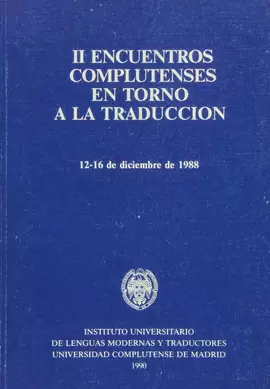 II ENCUENTROS
COMPLUTENSES
EN TORNO
A LA TRADUCCION
12-16 de diciembre de 1988
INSTITUTO UNIVERSITARIO
DE LENGUAS MODERNAS Y TRADUCTORES
UNIVERSIDAD COMPLUTENSE DE MADRID
1990